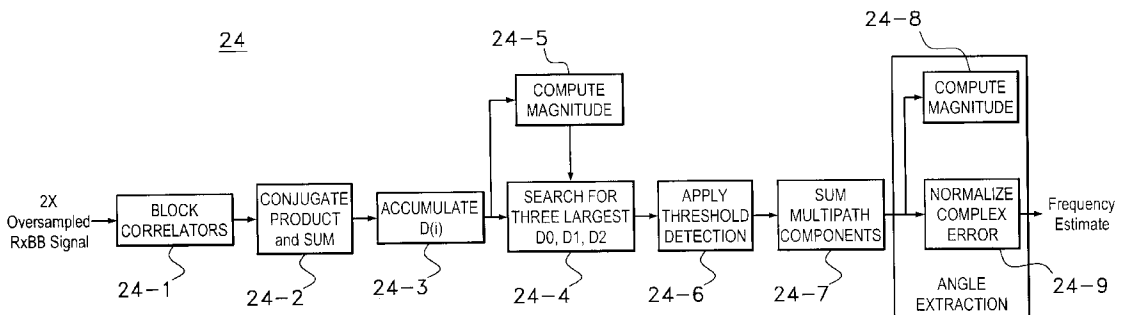 24
24-5
COMPUTE
MAGNITUDE
24-8
COMPUTE
MAGNITUDE
2X
Oversampled
RxBB Signal
BLOCK
CORRELATORS
24-1
CONJUGATE
PRODUCT
and SUM
24-2
ACCUMULATE
D(i)
24-3
SEARCH FOR
THREE LARGEST
D0, D1, D2
24-4
APPLY
THRESHOLD
DETECTION
24-6
SUM
MULTIPATH
COMPONENTS
24-7
NORMALIZE
COMPLEX
ERROR
24-9
ANGLE
EXTRACTION
Frequency
Estimate